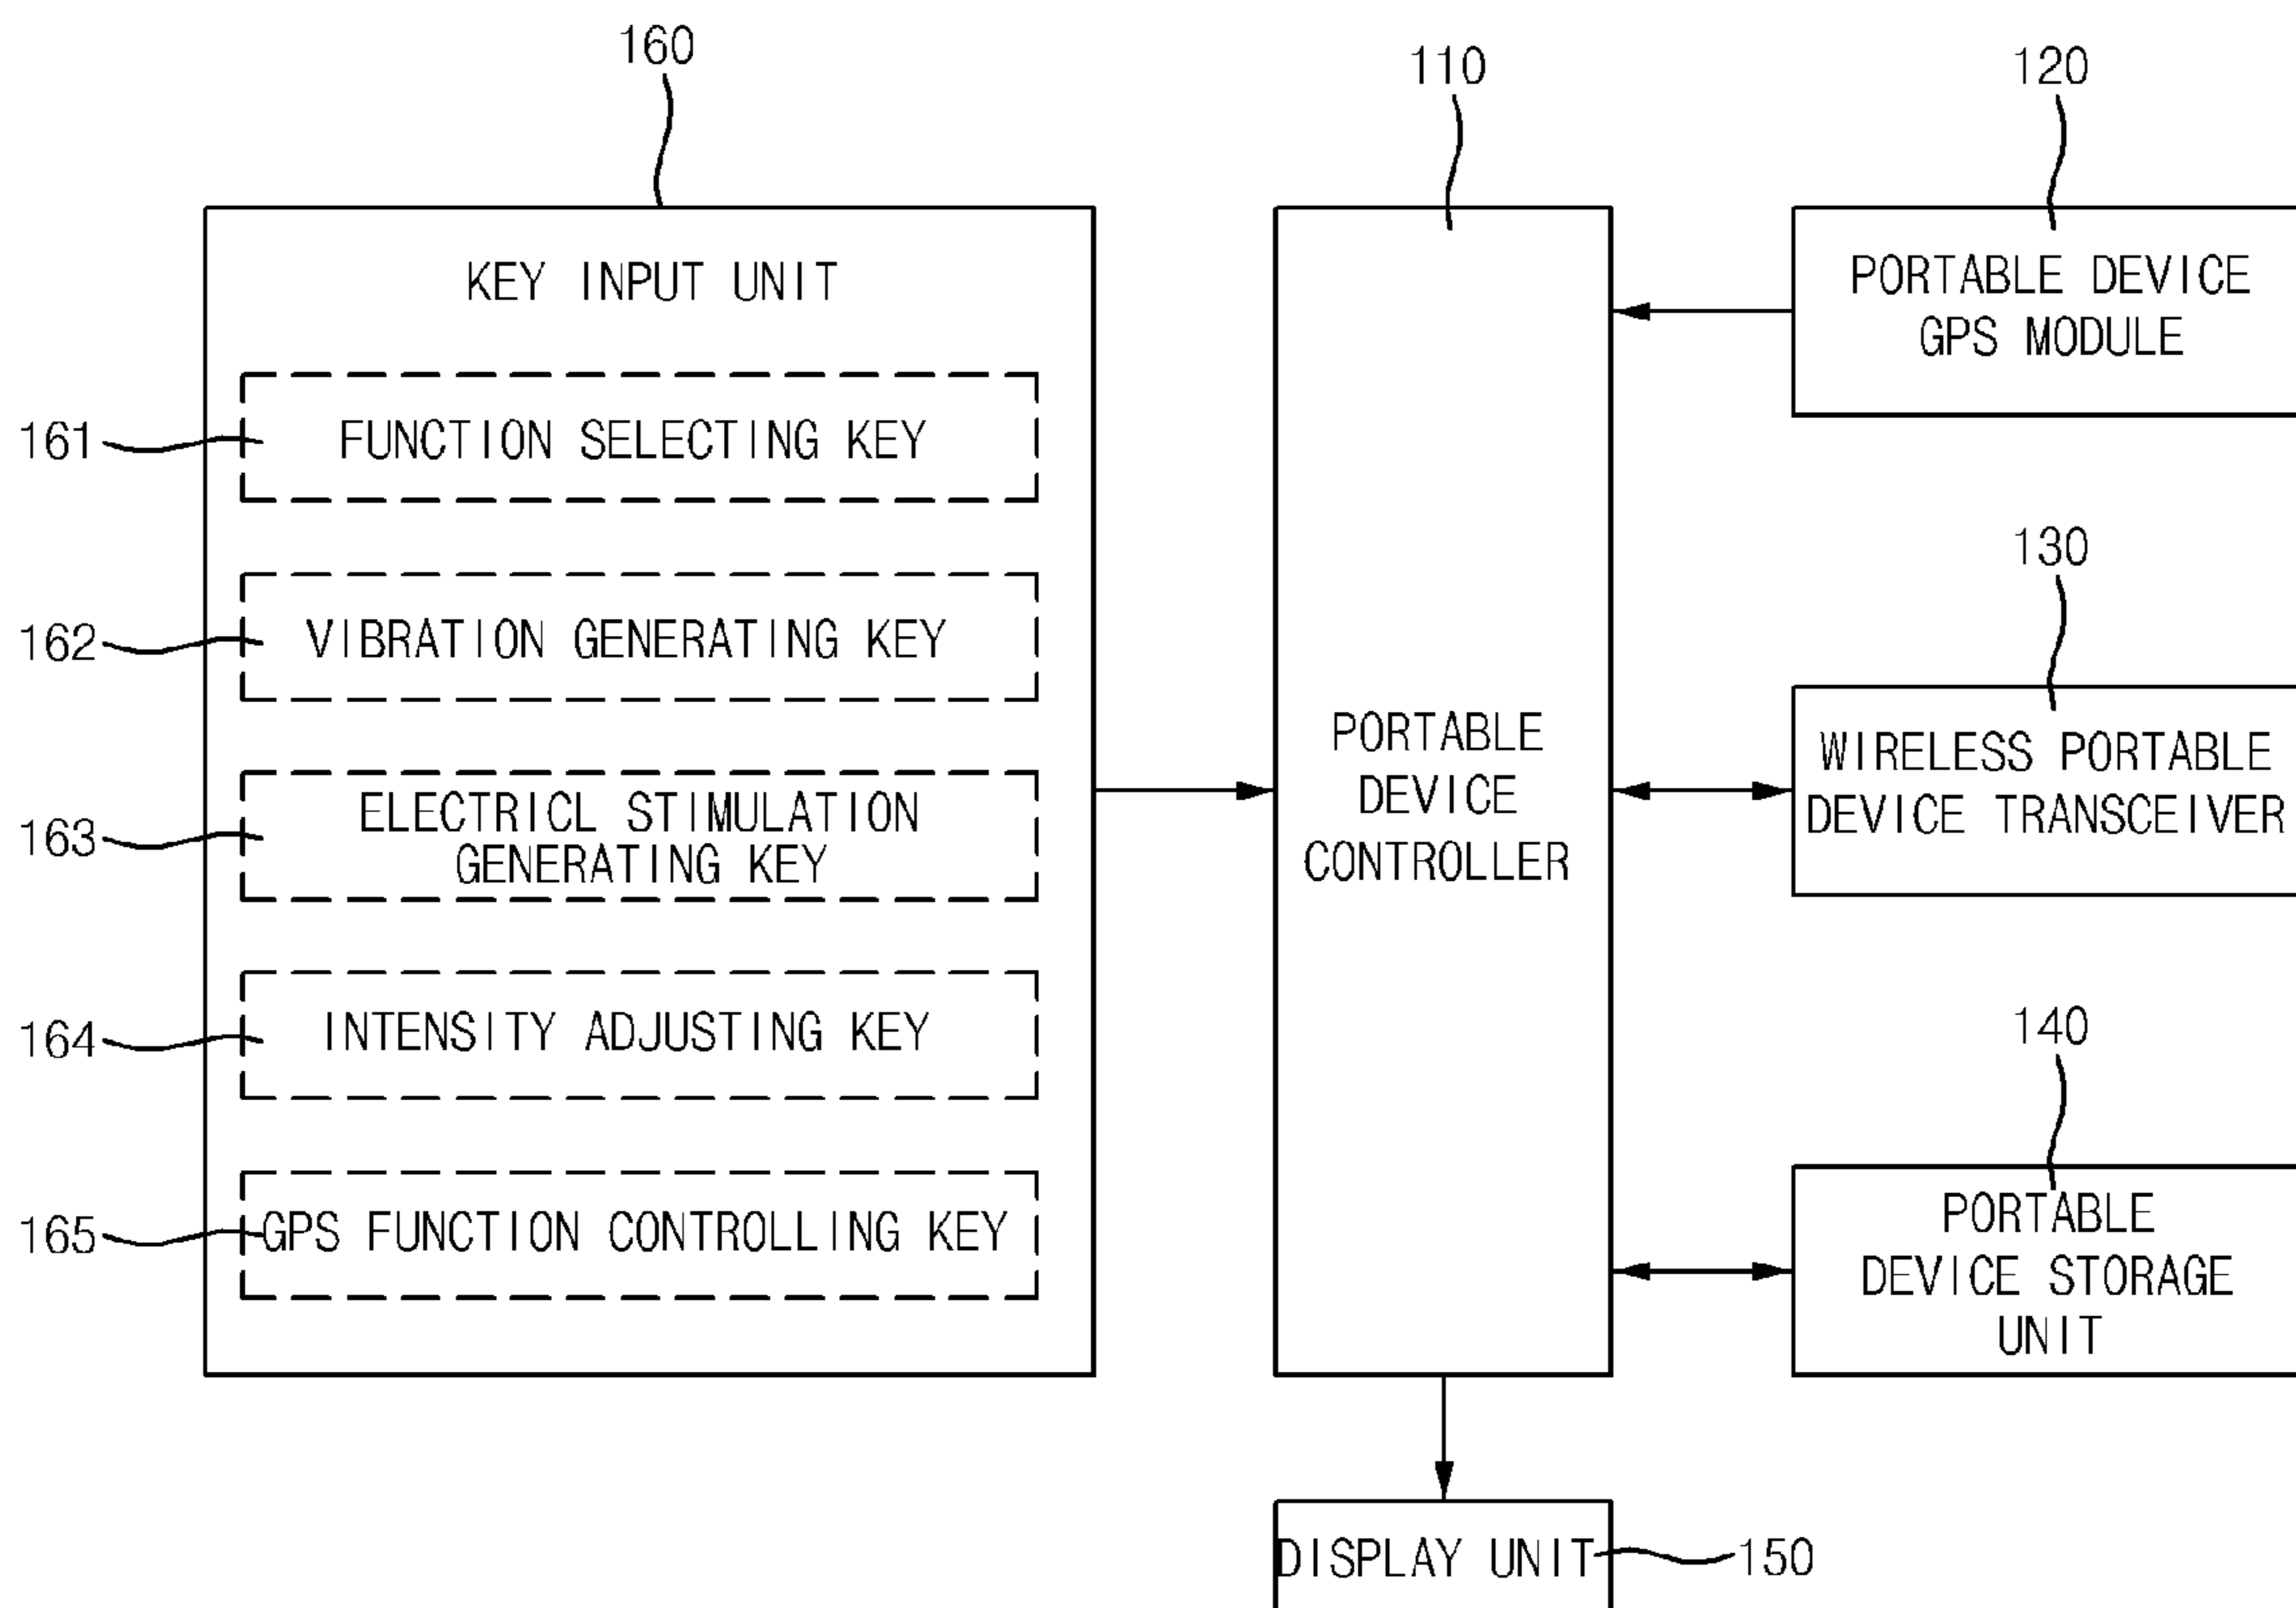 160
110
120
KEY INPUT UNIT
161
FUNCTION SELECTING KEY
162
VIBRATION GENERATING KEY
163
ELECTRICL STIMULATION
GENERATING KEY
164
INTENSITY ADJUSTING KEY
165
GPS FUNCTION CONTROLLING KEY
PORTABLE
DEVICE
CONTROLLER
PORTABLE DEVICE
GPS MODULE
130
WIRELESS PORTABLE
DEVICE TRANSCEIVER
140
PORTABLE
DEVICE STORAGE
UNIT
DISPLAY UNIT
150